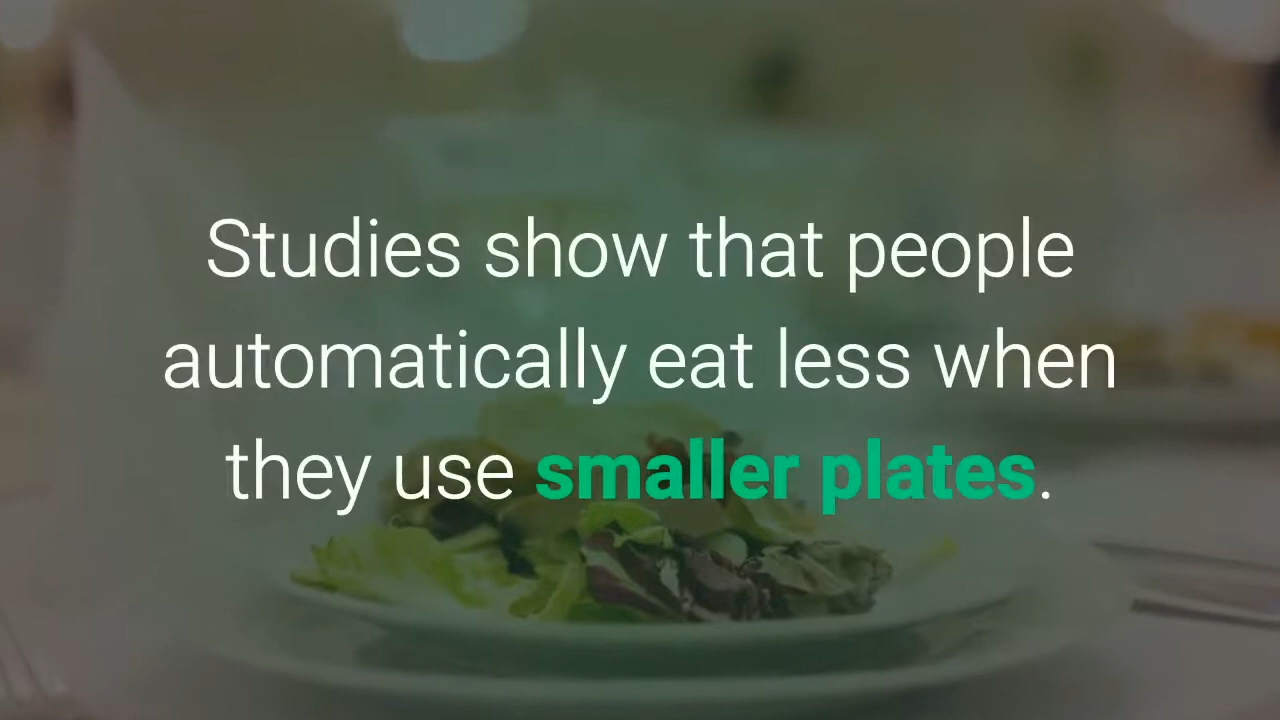 Studies show that people
automatically eat less when
they use smaller plates.